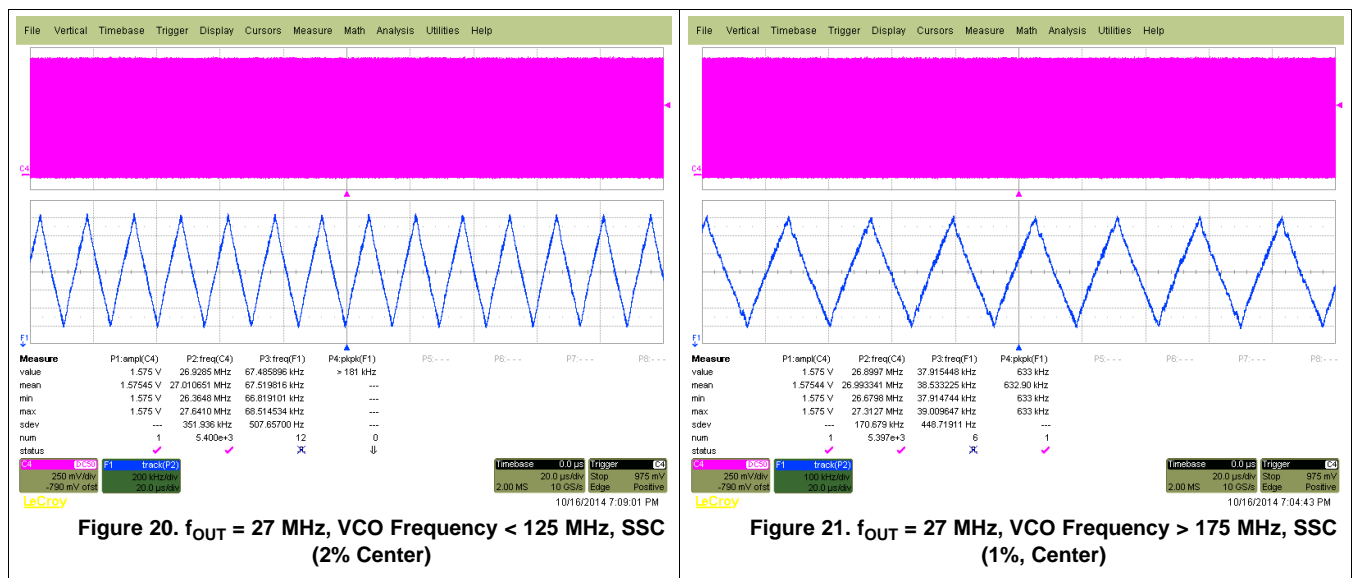 File Vertical Timebase Trigger Display Cursors Measure Math Analysis Utilities Help
C4
F1
Measure P1:ampl(C4) P2:freq(C4) P3:freq(F1) P4:pkpk(F1) P5:- - - P6:- - - P7:- - - P8:- - -
value 1.575 V 26.9285 MHz 67.485896 kHz > 181 kHz
mean 1.57545 V 27.010651 MHz 67.519816 kHz ---
min 1.575 V 26.3648 MHz 66.819101 kHz ---
max 1.575 V 27.6410 MHz 68.514534 kHz ---
sdev --- 351.936 kHz 507.65700 Hz ---
num 1 5.400e+3 12 0
status
C4 DC50 F1 track(P2) Timebase 0.0 µs Trigger C4
250 mV/div 200 kHz/div 20.0 µs/div Stop 975 mV
-790 mV ofst 20.0 µs/div 2.00 MS 10 GS/s Edge Positive
LeCroy 10/16/2014 7:09:01 PM
Figure 20. fOUT = 27 MHz, VCO Frequency < 125 MHz, SSC
(2% Center)
File Vertical Timebase Trigger Display Cursors Measure Math Analysis Utilities Help
C4
F1
Measure P1:ampl(C4) P2:freq(C4) P3:freq(F1) P4:pkpk(F1) P5:- - - P6:- - - P7:- - - P8:- - -
value 1.575 V 26.8997 MHz 37.915448 kHz 633 kHz
mean 1.57544 V 26.993341 MHz 38.533225 kHz 632.90 kHz
min 1.575 V 26.6798 MHz 37.914744 kHz 633 kHz
max 1.575 V 27.3127 MHz 39.009647 kHz 633 kHz
sdev --- 170.679 kHz 448.71911 Hz ---
num 1 5.397e+3 6 1
status
C4 DC50 F1 track(P2) Timebase 0.0 µs Trigger C4
250 mV/div 100 kHz/div 20.0 µs/div Stop 975 mV
-790 mV ofst 20.0 µs/div 2.00 MS 10 GS/s Edge Positive
LeCroy 10/16/2014 7:04:43 PM
Figure 21. fOUT = 27 MHz, VCO Frequency > 175 MHz, SSC
(1%, Center)